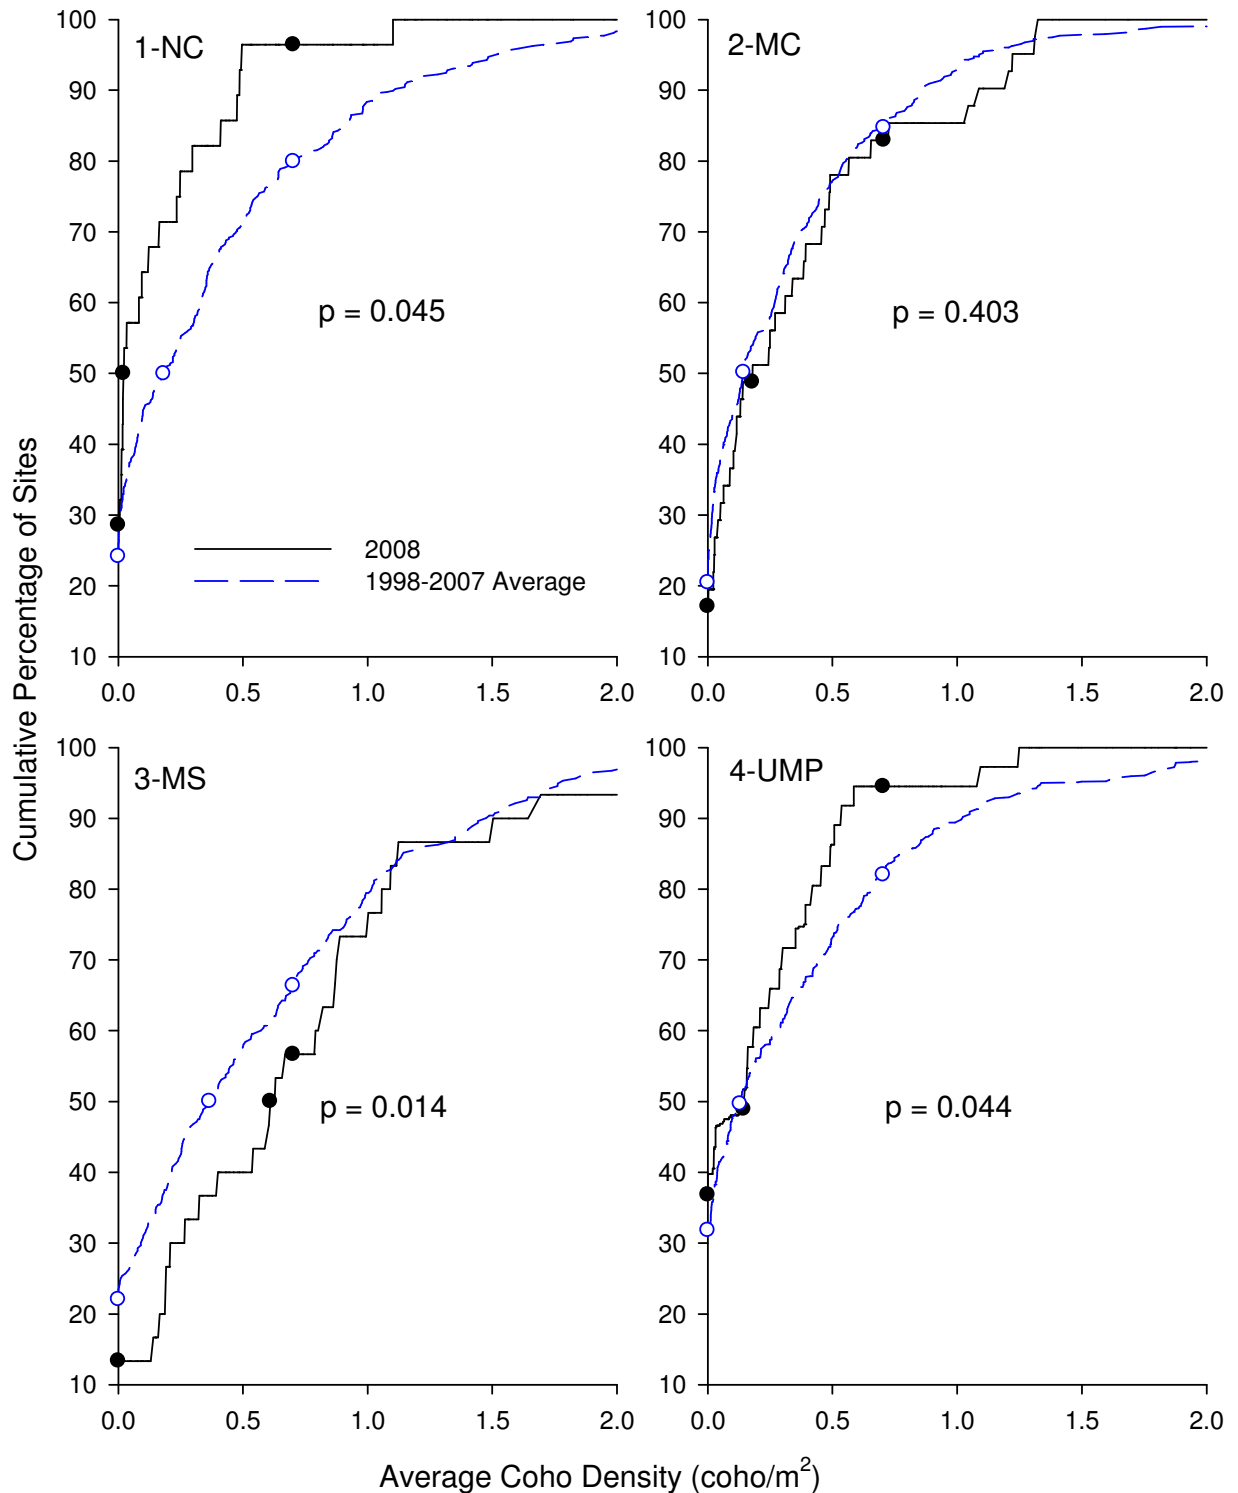 Cumulative Percentage of Sites
1-NC
100
90
80
70
60
50
40
30
20
10
p = 0.045
2008
1998-2007 Average
0.0 0.5 1.0 1.5 2.0
2-MC
100
90
80
70
60
50
40
30
20
10
p = 0.403
0.0 0.5 1.0 1.5 2.0
3-MS
100
90
80
70
60
50
40
30
20
10
p = 0.014
0.0 0.5 1.0 1.5 2.0
4-UMP
100
90
80
70
60
50
40
30
20
10
p = 0.044
0.0 0.5 1.0 1.5 2.0
Average Coho Density (coho/m²)